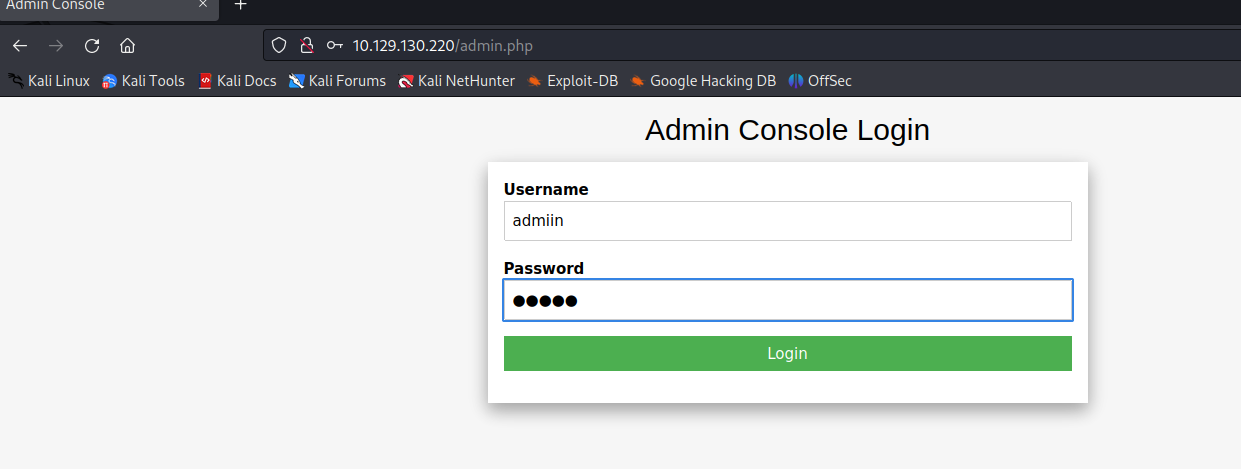 Admin Console
10.129.130.220/admin.php
Kali Linux Kali Tools Kali Docs Kali Forums Kali NetHunter Exploit-DB Google Hacking DB OffSec
Admin Console Login
Username
admiin
Password
●●●●●
Login